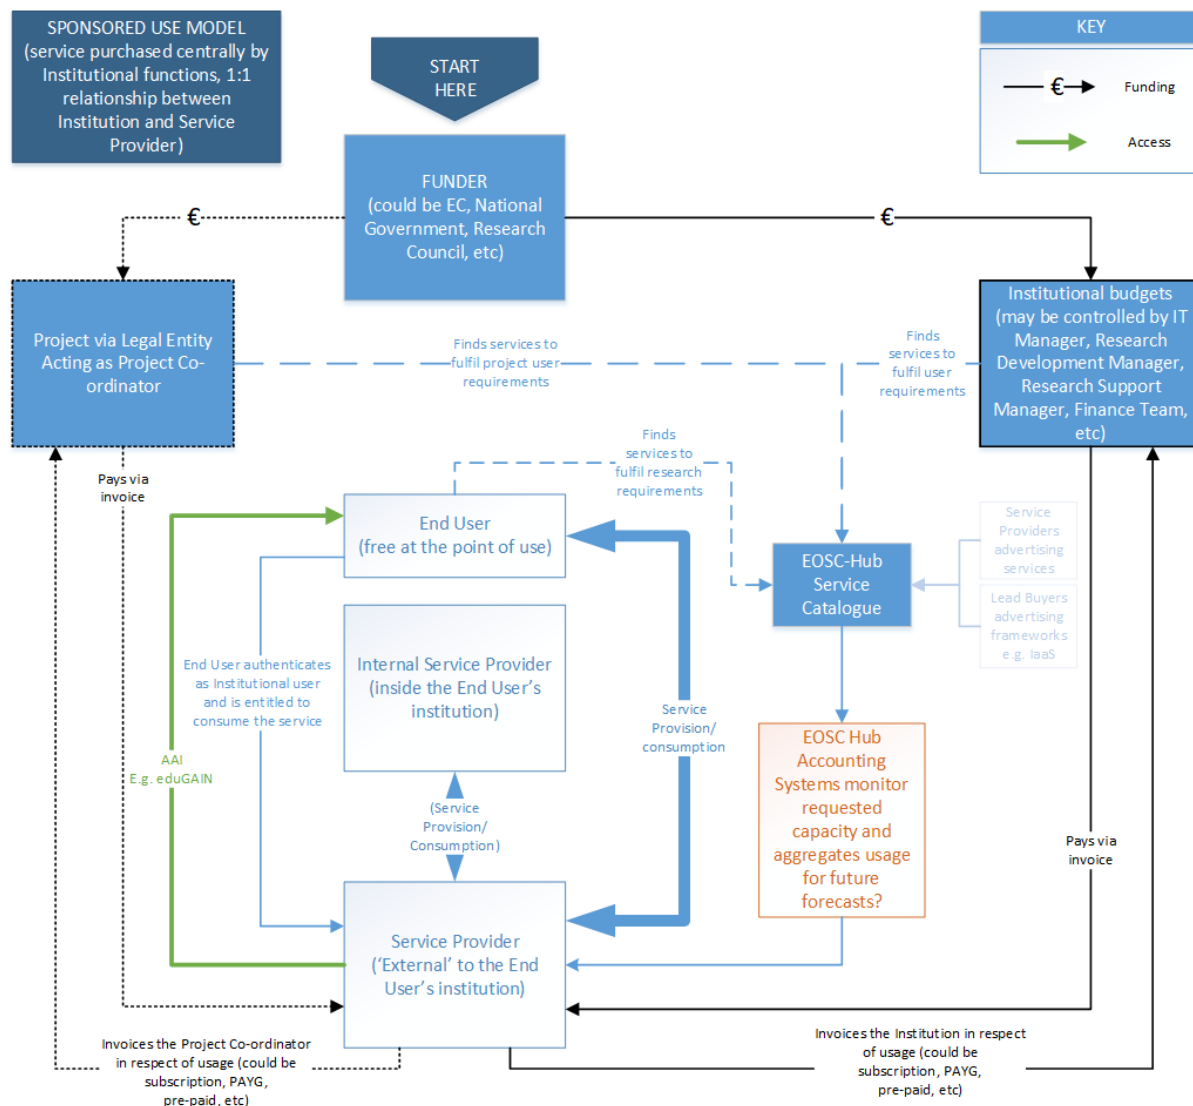 SPONSORED USE MODEL
(service purchased centrally by
Institutional functions, 1:1
relationship between
Institution and Service
Provider)
START
HERE
KEY
€
Funding
Access
FUNDER
(could be EC, National
Government, Research
Council, etc)
€
€
Project via Legal Entity
Acting as Project Co-
ordinator
Institutional budgets
(may be controlled by IT
Manager, Research
Development Manager,
Research Support
Manager, Finance Team,
etc)
Finds services to
fulfil project user
requirements
Finds
services to
fulfil user
requirements
Pays via
invoice
Finds
services to
fulfil research
requirements
End User
(free at the point of use)
EOSC-Hub
Service
Catalogue
Service
Providers
advertising
services
Lead Buyers
advertising
frameworks
e.g. IaaS
Internal Service Provider
(inside the End User’s
institution)
End User authenticates
as Institutional user
and is entitled to
consume the service
Service
Provision/
consumption
AAI
E.g. eduGAIN
EOSC Hub
Accounting
Systems monitor
requested
capacity and
aggregates usage
for future
forecasts?
(Service
Provision/
Consumption)
Pays via
invoice
Service Provider
(‘External’ to the End
User’s institution)
Invoices the Project Co-ordinator
in respect of usage (could be
subscription, PAYG,
pre-paid, etc)
Invoices the Institution in respect
of usage (could be
subscription, PAYG,
pre-paid, etc)